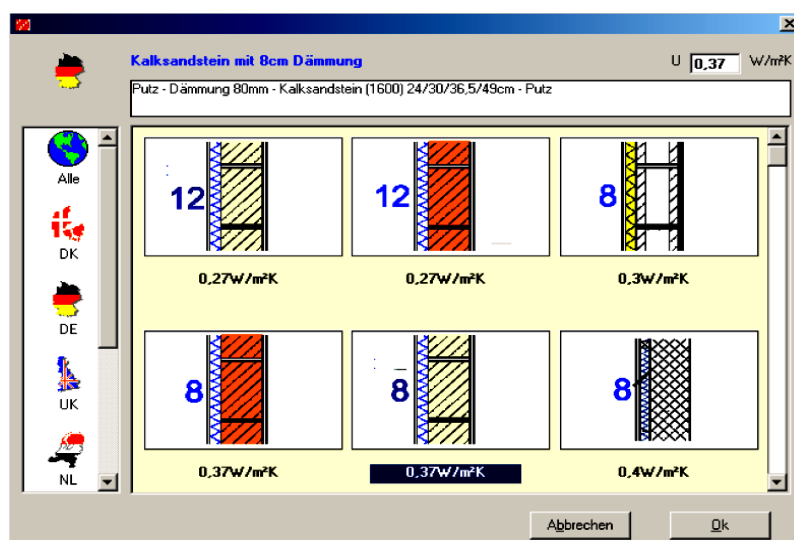 Kalksandstein mit 8cm Dämmung
U 0,37 W/m²K
Putz - Dämmung 80mm - Kalksandstein (1600) 24/30/36,5/49cm - Putz
Alle
DK
DE
UK
NL
12
12
8
0,27W/m²K
0,27W/m²K
0,3W/m²K
8
8
8
0,37W/m²K
0,37W/m²K
0,4W/m²K
Abbrechen
Ok